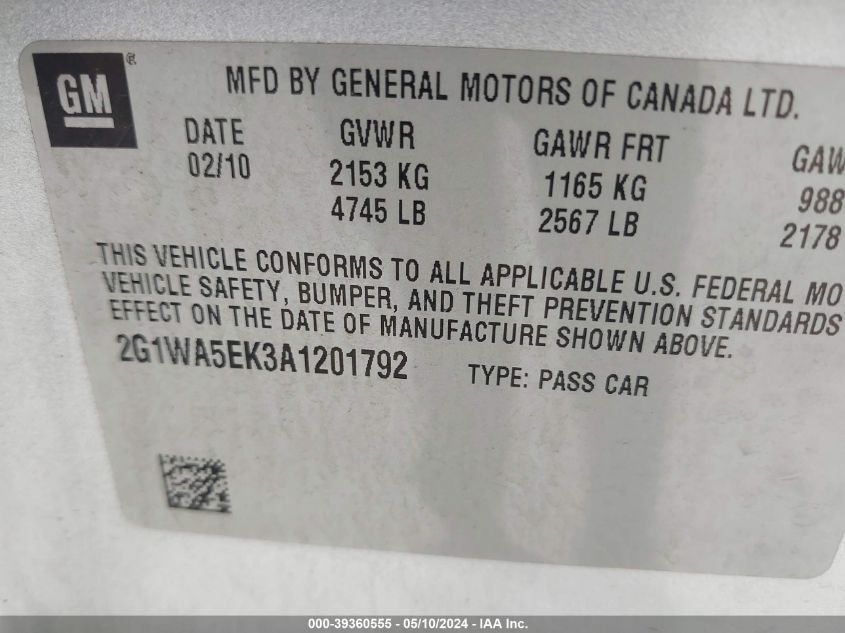 GM ®
MFD BY GENERAL MOTORS OF CANADA LTD.
DATE GVWR GAWR FRT GAW
02/10 2153 KG 1165 KG 988
4745 LB 2567 LB 2178
THIS VEHICLE CONFORMS TO ALL APPLICABLE U.S. FEDERAL MO
VEHICLE SAFETY, BUMPER, AND THEFT PREVENTION STANDARDS
EFFECT ON THE DATE OF MANUFACTURE SHOWN ABOVE.
2G1WA5EK3A1201792 TYPE: PASS CAR
000-39360555 - 05/10/2024 - IAA Inc.